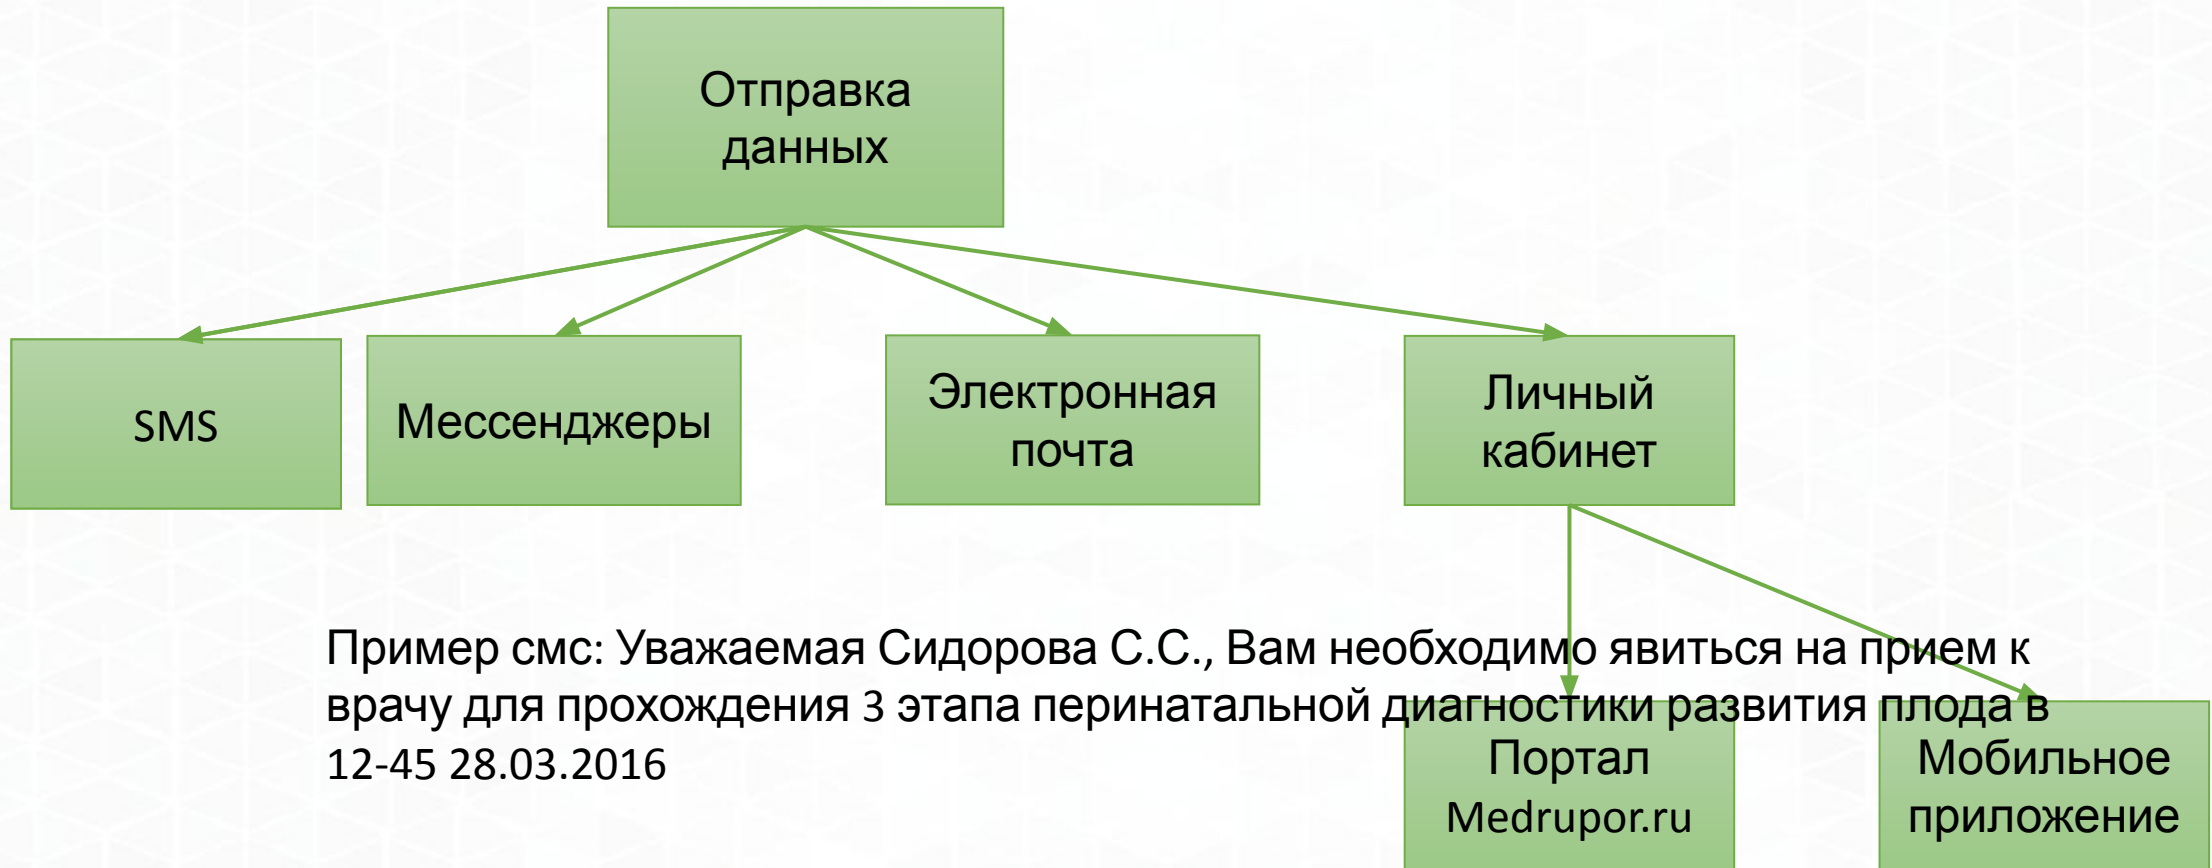 Отправка
данных
SMS
Мессенджеры
Электронная
почта
Личный
кабинет
Пример смс: Уважаемая Сидорова С.С., Вам необходимо явиться на прием к
врачу для прохождения 3 этапа перинатальной диагностики развития плода в
12-45 28.03.2016
Портал
Medrupor.ru
Мобильное
приложение